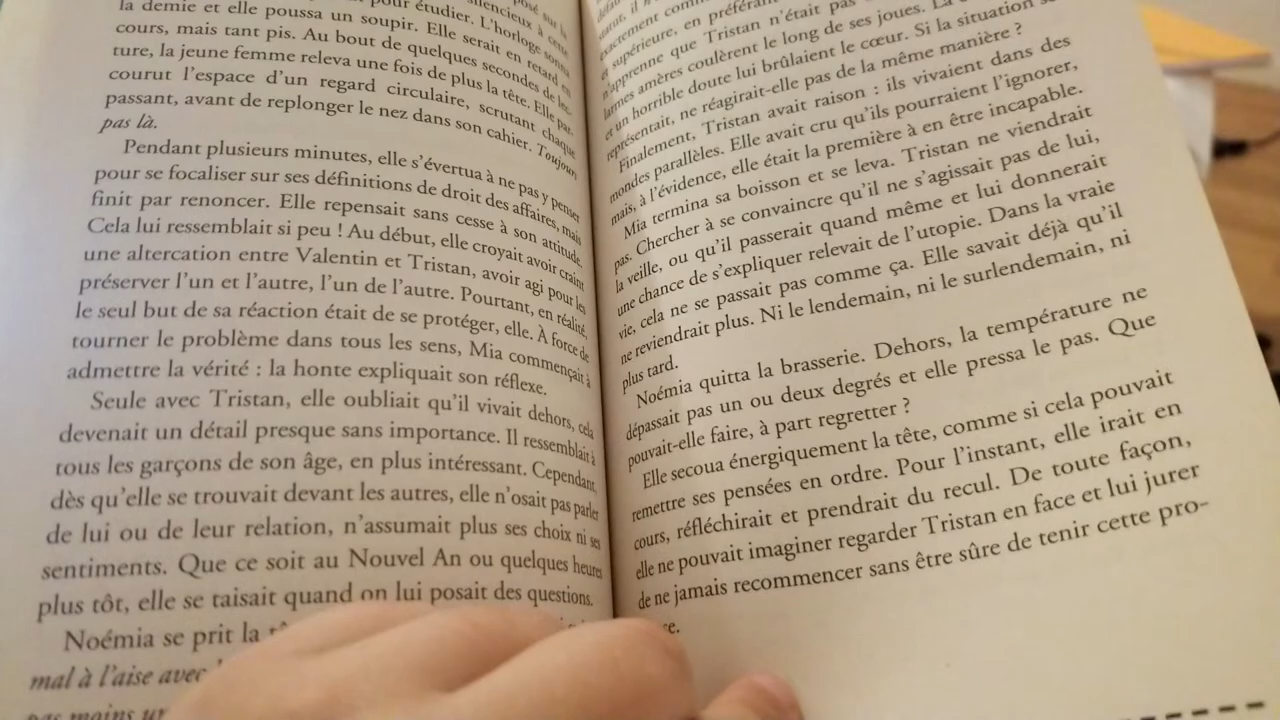 posé sur la
pour étudier. L'horloge sonna
la demie et elle poussa un soupir. Elle serait en retard en
cours, mais tant pis. Au bout de quelques secondes de lec-
ture, la jeune femme releva une fois de plus la tête. Elle par-
courut l'espace d'un regard circulaire, scrutant chaque
passant, avant de replonger le nez dans son cahier. Toujours
pas là.
Pendant plusieurs minutes, elle s'évertua à ne pas y penser
pour se focaliser sur ses définitions de droit des affaires, mais
finit par renoncer. Elle repensait sans cesse à son attitude.
Cela lui ressemblait si peu ! Au début, elle croyait avoir craint
une altercation entre Valentin et Tristan, avoir agi pour les
préserver l'un et l'autre, l'un de l'autre. Pourtant, en réalité,
le seul but de sa réaction était de se protéger, elle. À force de
tourner le problème dans tous les sens, Mia commençait à
admettre la vérité : la honte expliquait son réflexe.
Seule avec Tristan, elle oubliait qu'il vivait dehors, cela
devenait un détail presque sans importance. Il ressemblait à
tous les garçons de son âge, en plus intéressant. Cependant,
dès qu'elle se trouvait devant les autres, elle n'osait pas parler
de lui ou de leur relation, n'assumait plus ses choix ni ses
sentiments. Que ce soit au Nouvel An ou quelques heures
plus tôt, elle se taisait quand on lui posait des questions.
Noémia se prit la
mal à l'aise avec
pas moins
exactement
et supérieure, en préférant
n'apprenne que Tristan n'était pas
larmes amères coulèrent le long de ses joues. La
et un horrible doute lui brûlaient le cœur. Si la situation se
représentait, ne réagirait-elle pas de la même manière ?
Finalement, Tristan avait raison : ils vivaient dans des
mondes parallèles. Elle avait cru qu'ils pourraient l'ignorer,
mais, à l'évidence, elle était la première à en être incapable.
Mia termina sa boisson et se leva. Tristan ne viendrait
pas. Chercher à se convaincre qu'il ne s'agissait pas de lui,
la veille, ou qu'il passerait quand même et lui donnerait
une chance de s'expliquer relevait de l'utopie. Dans la vraie
vie, cela ne se passait pas comme ça. Elle savait déjà qu'il
ne reviendrait plus. Ni le lendemain, ni le surlendemain, ni
plus tard.
Noémia quitta la brasserie. Dehors, la température ne
dépassait pas un ou deux degrés et elle pressa le pas. Que
pouvait-elle faire, à part regretter ?
Elle secoua énergiquement la tête, comme si cela pouvait
remettre ses pensées en ordre. Pour l'instant, elle irait en
cours, réfléchirait et prendrait du recul. De toute façon,
elle ne pouvait imaginer regarder Tristan en face et lui jurer
de ne jamais recommencer sans être sûre de tenir cette pro-